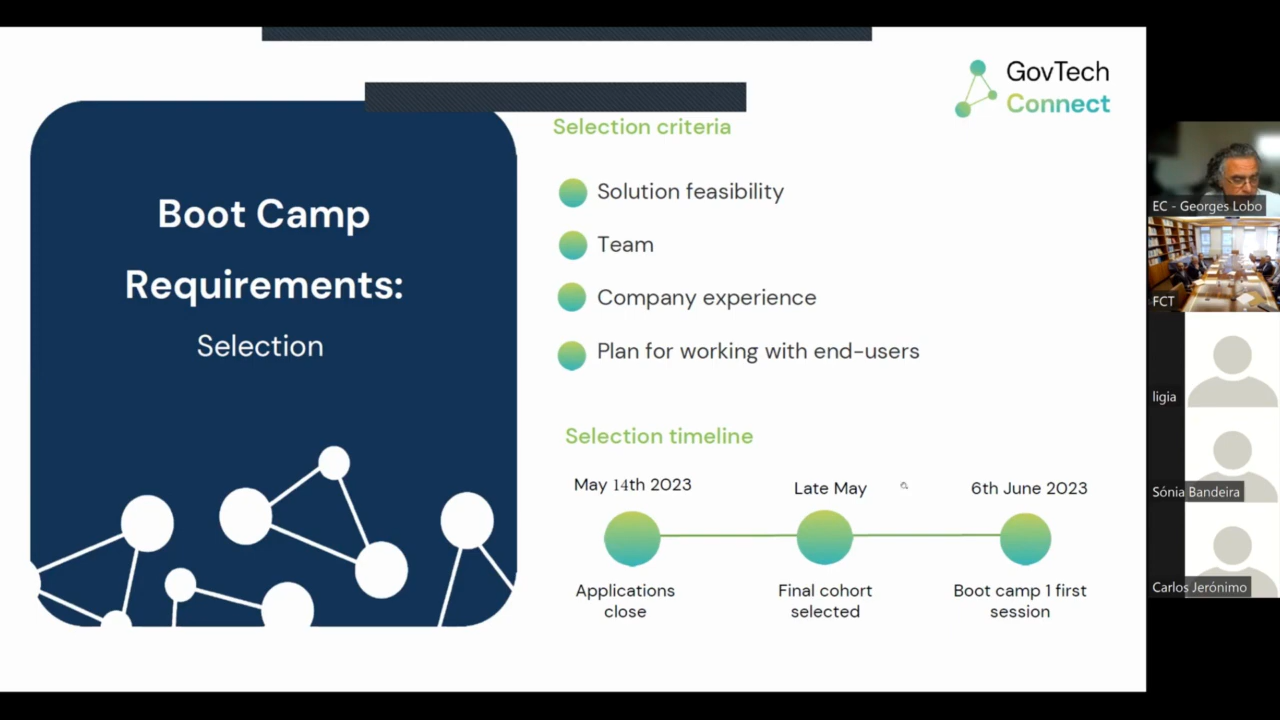 GovTech
Connect
Boot Camp
Requirements:
Selection
Selection criteria
Solution feasibility
Team
Company experience
Plan for working with end-users
Selection timeline
May 14th 2023
Late May
6th June 2023
Applications
close
Final cohort
selected
Boot camp 1 first
session
EC - Georges Lobo
FCT
ligia
Sónia Bandeira
Carlos Jerónimo